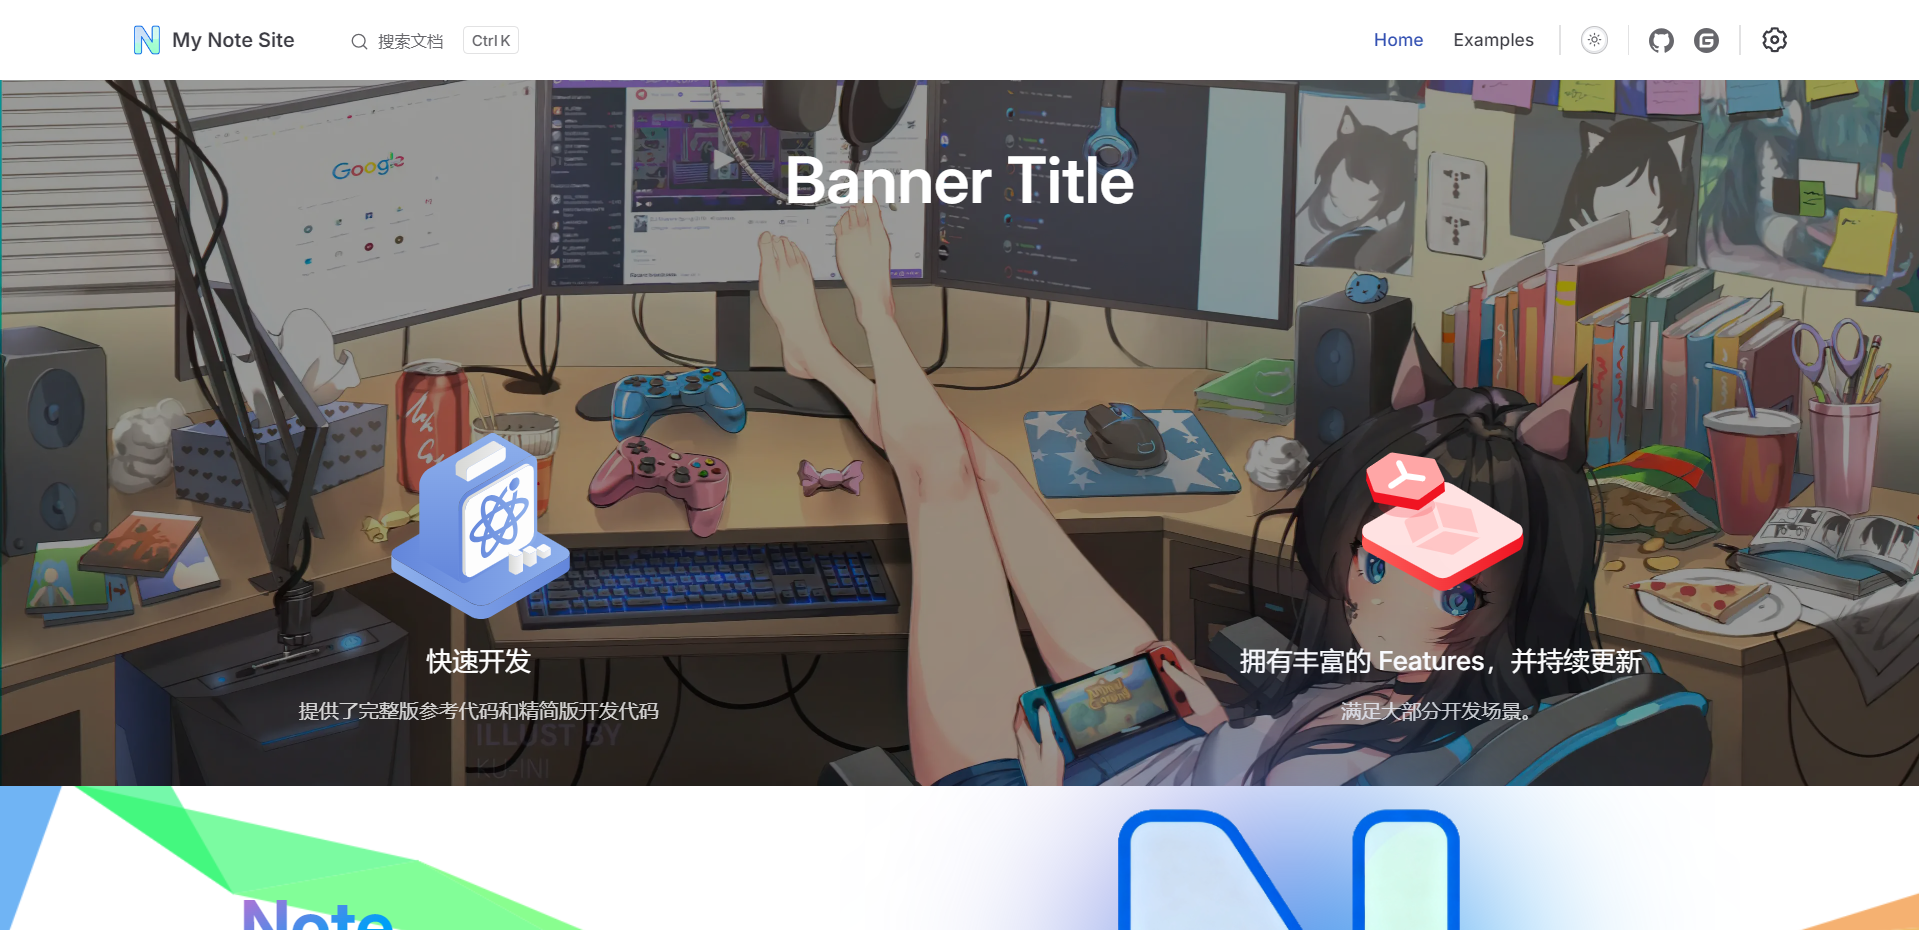 My Note Site
搜索文档
Ctrl K
Home
Examples
Google
Banner Title
快速开发
提供了完整版参考代码和精简版开发代码
拥有丰富的 Features，并持续更新
满足大部分开发场景。
ILLUST BY
KU-INI
Note